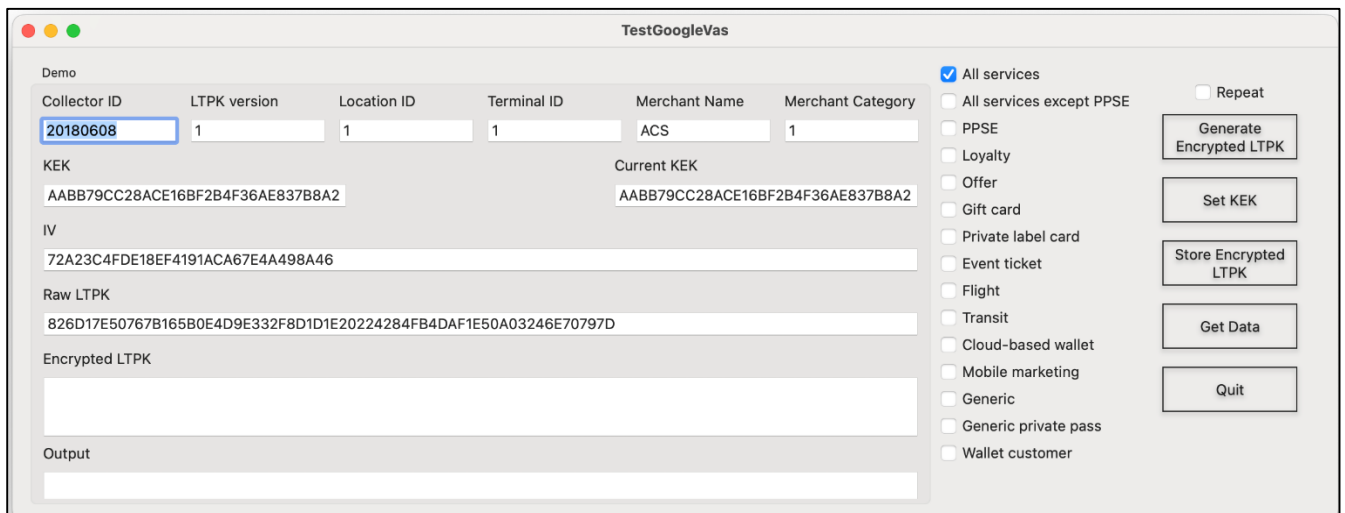 TestGoogleVas
Demo
Collector ID LTPK version Location ID Terminal ID Merchant Name Merchant Category
20180608 1 1 1 ACS 1
KEK Current KEK
AABB79CC28ACE16BF2B4F36AE837B8A2 AABB79CC28ACE16BF2B4F36AE837B8A2
IV
72A23C4FDE18EF4191ACA67E4A498A46
Raw LTPK
826D17E50767B165B0E4D9E332F8D1D1E20224284FB4DAF1E50A03246E70797D
Encrypted LTPK
Output
All services
All services except PPSE
PPSE
Loyalty
Offer
Gift card
Private label card
Event ticket
Flight
Transit
Cloud-based wallet
Mobile marketing
Generic
Generic private pass
Wallet customer
Repeat
Generate
Encrypted LTPK
Set KEK
Store Encrypted
LTPK
Get Data
Quit